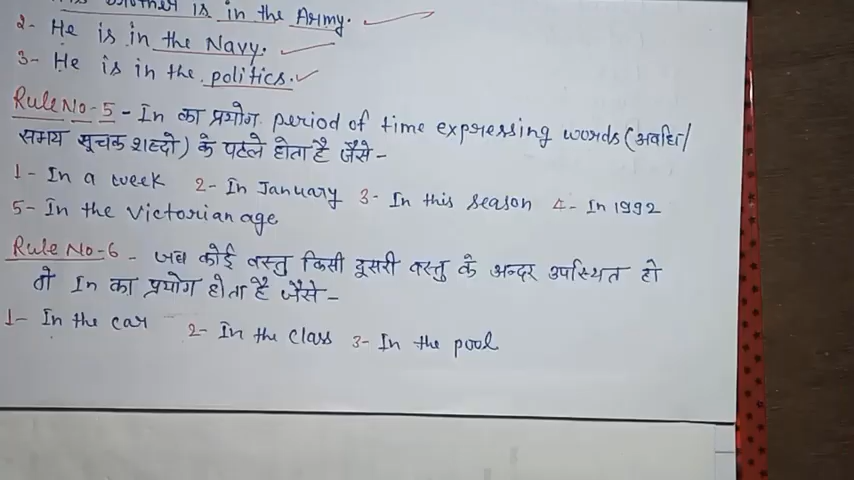 brother is in the Army.
2- He is in the Navy.
3- He is in the politics.
Rule No-5 - In का प्रयोग period of time expressing words (अवधि/
समय सूचक शब्दो) के पहले होता है जैसे-
1- In a week 2- In January 3- In this season 4- In 1992
5- In the Victorian age
Rule No-6 - जब कोई वस्तु किसी दूसरी वस्तु के अन्दर उपस्थित हो
तो In का प्रयोग होता है जैसे-
1- In the car 2- In the class 3- In the pool